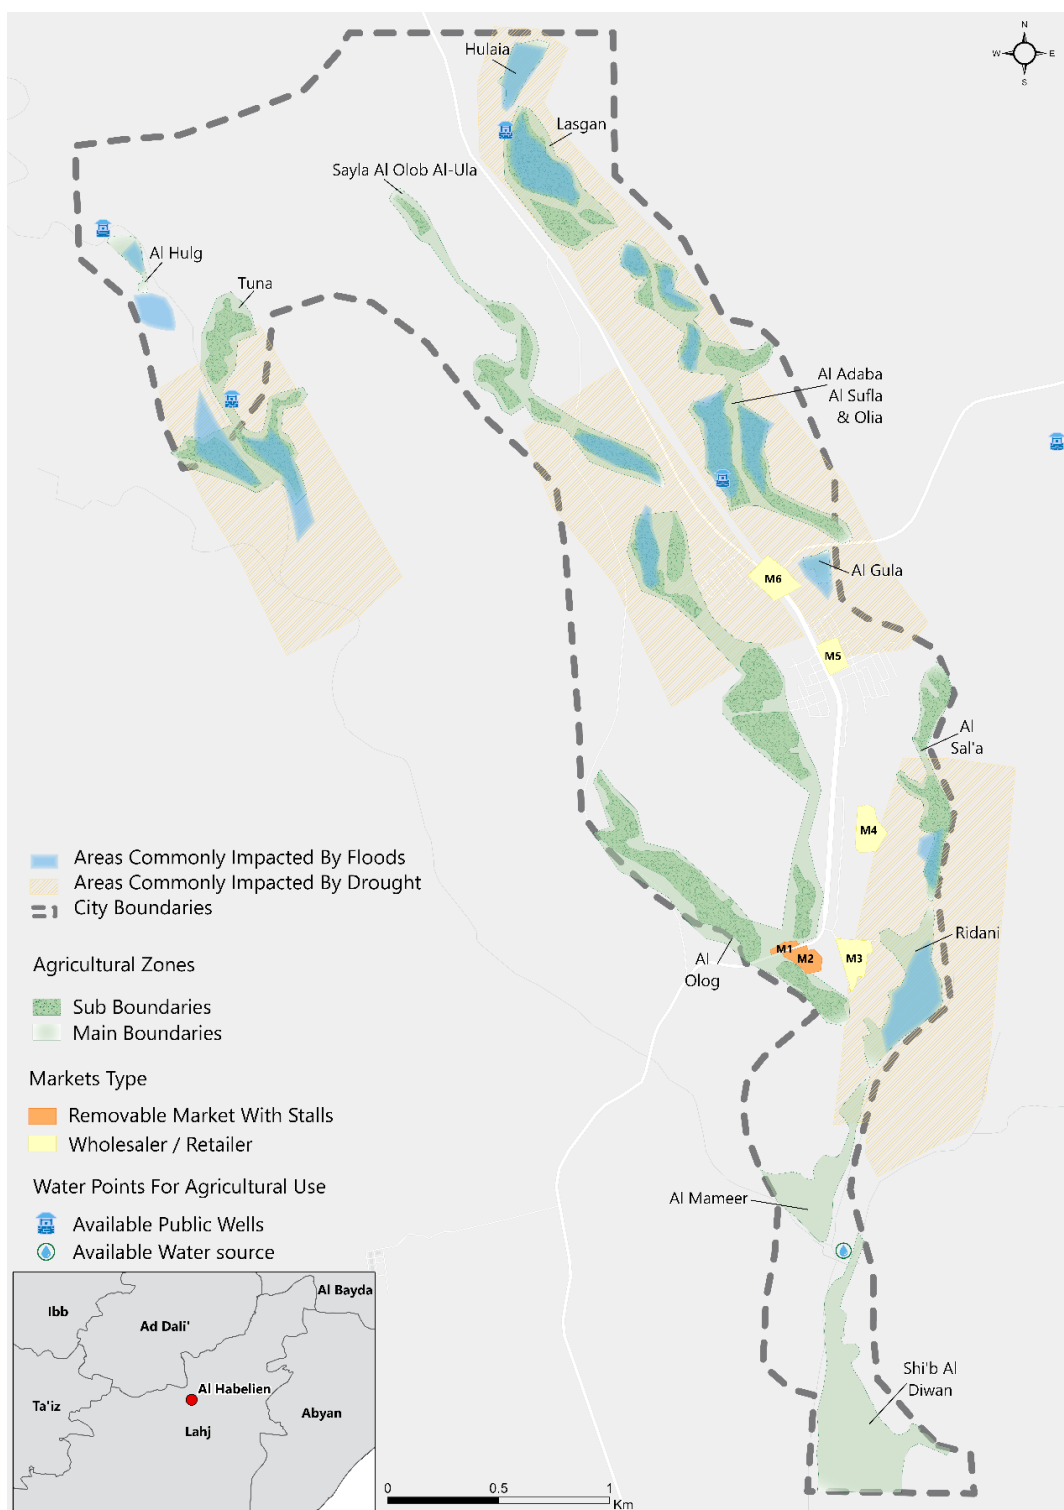 N
W E
S
Hulaia
Lasgan
Sayla Al Olob Al-Ula
Al Hulg
Tuna
Al Adaba
Al Sufla
& Olia
Al Gula
M6
M5
Al
Sal'a
M4
Ridani
M1
M2
M3
Al
Olog
Al Mameer
Shi'b Al
Diwan
Areas Commonly Impacted By Floods
Areas Commonly Impacted By Drought
City Boundaries
Agricultural Zones
Sub Boundaries
Main Boundaries
Markets Type
Removable Market With Stalls
Wholesaler / Retailer
Water Points For Agricultural Use
Available Public Wells
Available Water source
Al Bayda
Ibb
Ad Dali'
Al Habelien
Ta'iz
Abyan
Lahj
0 0.5 1
Km